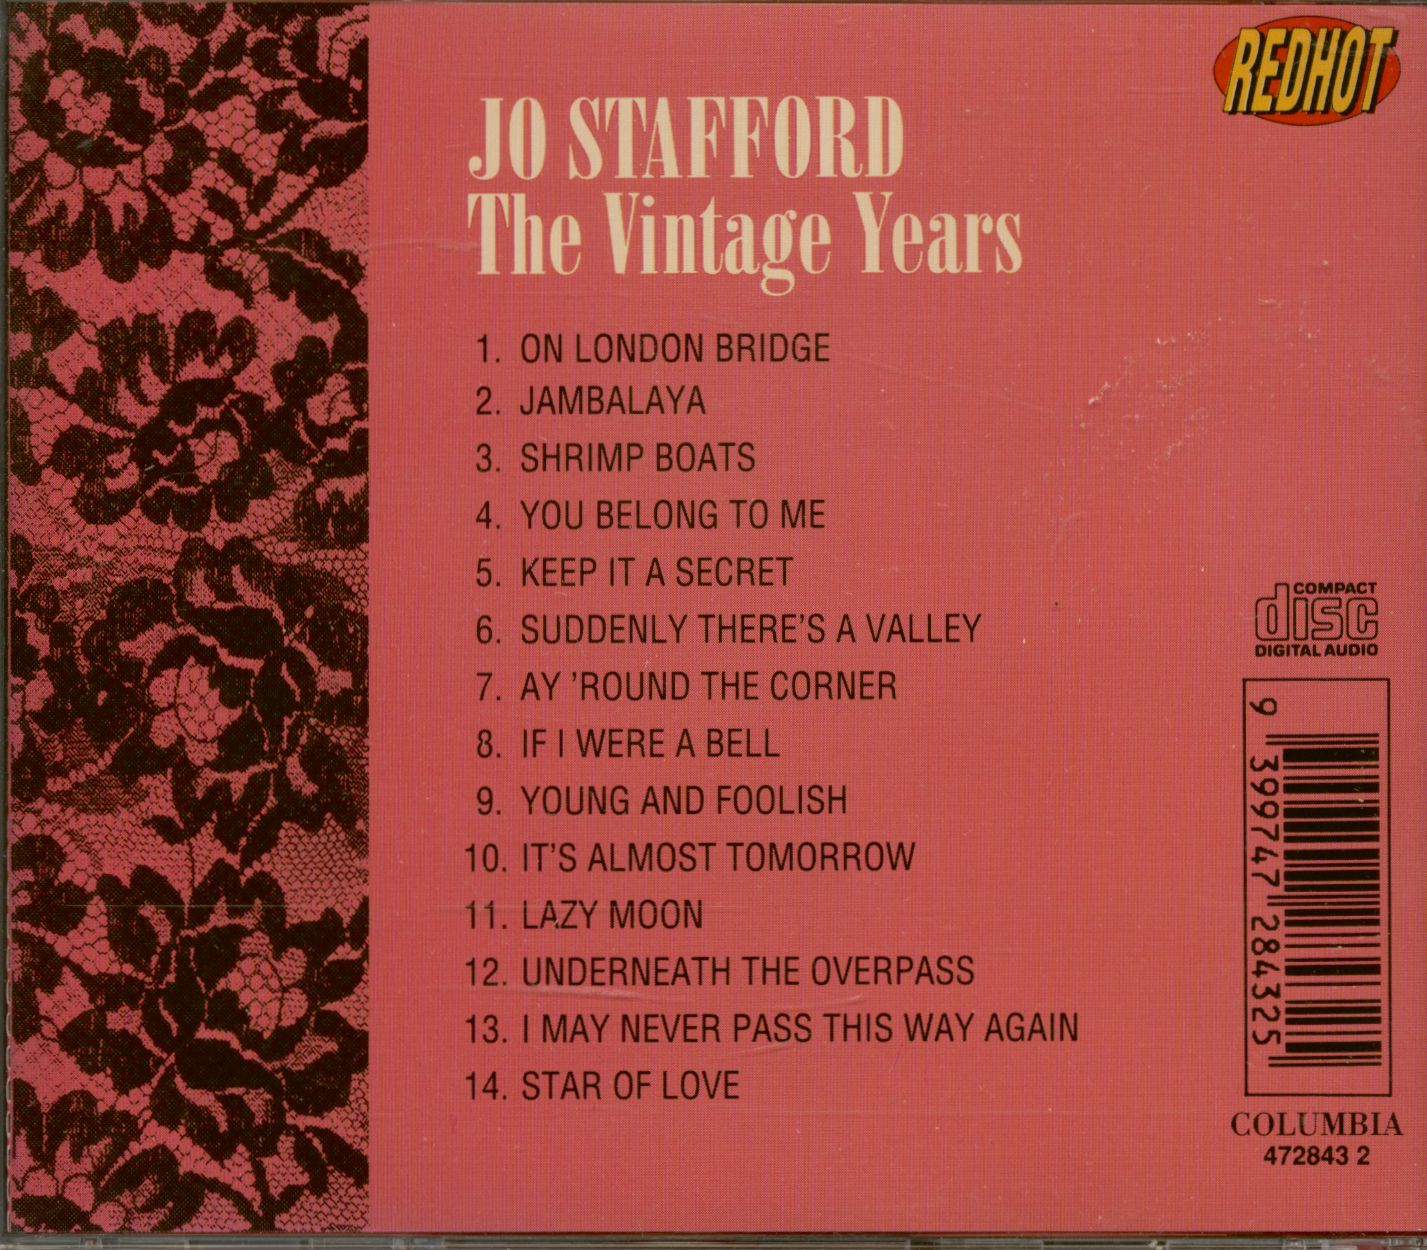 REDHOT
JO STAFFORD
The Vintage Years
1. ON LONDON BRIDGE
2. JAMBALAYA
3. SHRIMP BOATS
4. YOU BELONG TO ME
5. KEEP IT A SECRET
6. SUDDENLY THERE'S A VALLEY
7. AY 'ROUND THE CORNER
8. IF I WERE A BELL
9. YOUNG AND FOOLISH
10. IT'S ALMOST TOMORROW
11. LAZY MOON
12. UNDERNEATH THE OVERPASS
13. I MAY NEVER PASS THIS WAY AGAIN
14. STAR OF LOVE
COMPACT
disc
DIGITAL AUDIO
9 399747 284325
COLUMBIA
472843 2